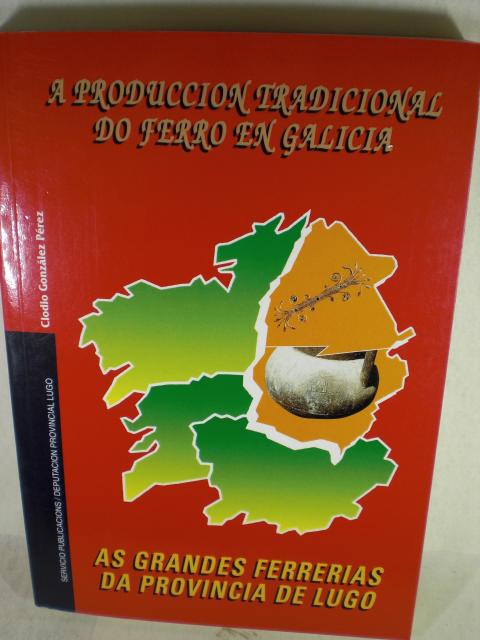 A PRODUCCION TRADICIONAL
DO FERRO EN GALICIA
Clodio González Pérez
SERVICIO PUBLICACIONS / DEPUTACION PROVINCIAL LUGO
AS GRANDES FERRERIAS
DA PROVINCIA DE LUGO